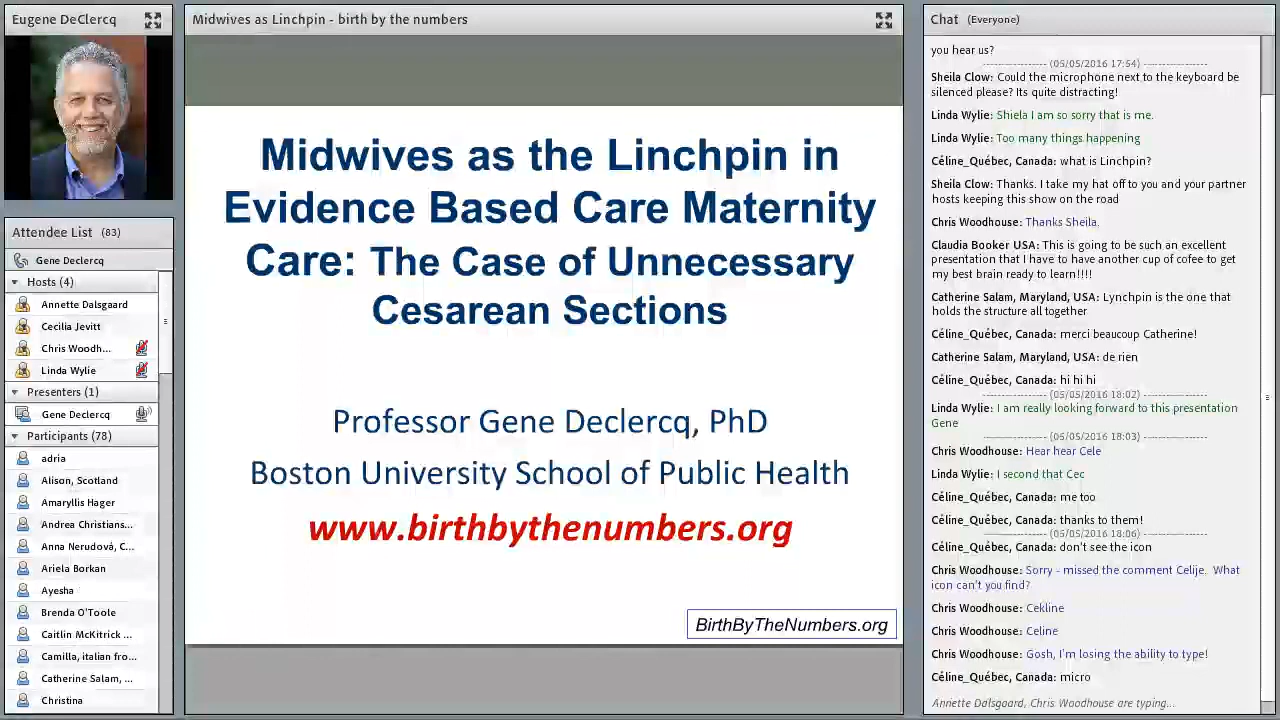 Eugene DeClercq
Attendee List (83)
Gene Declercq
Hosts (4)
Annette Dalsgaard
Cecilia Jevitt
Chris Woodh...
Linda Wylie
Presenters (1)
Gene Declercq
Participants (78)
adria
Alison, Scotland
Amaryllis Hager
Andrea Christians...
Anna Nerudová, C...
Ariela Borkan
Ayesha
Brenda O'Toole
Caitlin McKitrick ...
Camilla, italian fro...
Catherine Salam, ...
Christina
Midwives as Linchpin - birth by the numbers
Midwives as the Linchpin in
Evidence Based Care Maternity
Care: The Case of Unnecessary
Cesarean Sections
Professor Gene Declercq, PhD
Boston University School of Public Health
www.birthbythenumbers.org
BirthByTheNumbers.org
Chat (Everyone)
you hear us?
(05/05/2016 17:54)
Sheila Clow: Could the microphone next to the keyboard be
silenced please? Its quite distracting!
Linda Wylie: Shiela I am so sorry that is me.
Linda Wylie: Too many things happening
Céline_Québec, Canada: what is Linchpin?
Sheila Clow: Thanks. I take my hat off to you and your partner
hosts keeping this show on the road
Chris Woodhouse: Thanks Sheila.
Claudia Booker USA: This is going to be such an excellent
presentation that I have to have another cup of cofee to get
my best brain ready to learn!!!!
Catherine Salam, Maryland, USA: Lynchpin is the one that
holds the structure all together
Céline_Québec, Canada: merci beaucoup Catherine!
Catherine Salam, Maryland, USA: de rien
Céline_Québec, Canada: hi hi hi
(05/05/2016 18:02)
Linda Wylie: I am really looking forward to this presentation
Gene
(05/05/2016 18:03)
Chris Woodhouse: Hear hear Cele
Linda Wylie: I second that Cec
Céline_Québec, Canada: me too
Céline_Québec, Canada: thanks to them!
(05/05/2016 18:06)
Céline_Québec, Canada: don't see the icon
Chris Woodhouse: Sorry - missed the comment Celije. What
icon can't you find?
Chris Woodhouse: Cekline
Chris Woodhouse: Celine
Chris Woodhouse: Gosh, I'm losing the ability to type!
Céline_Québec, Canada: micro
Annette Dalsgaard, Chris Woodhouse are typing...